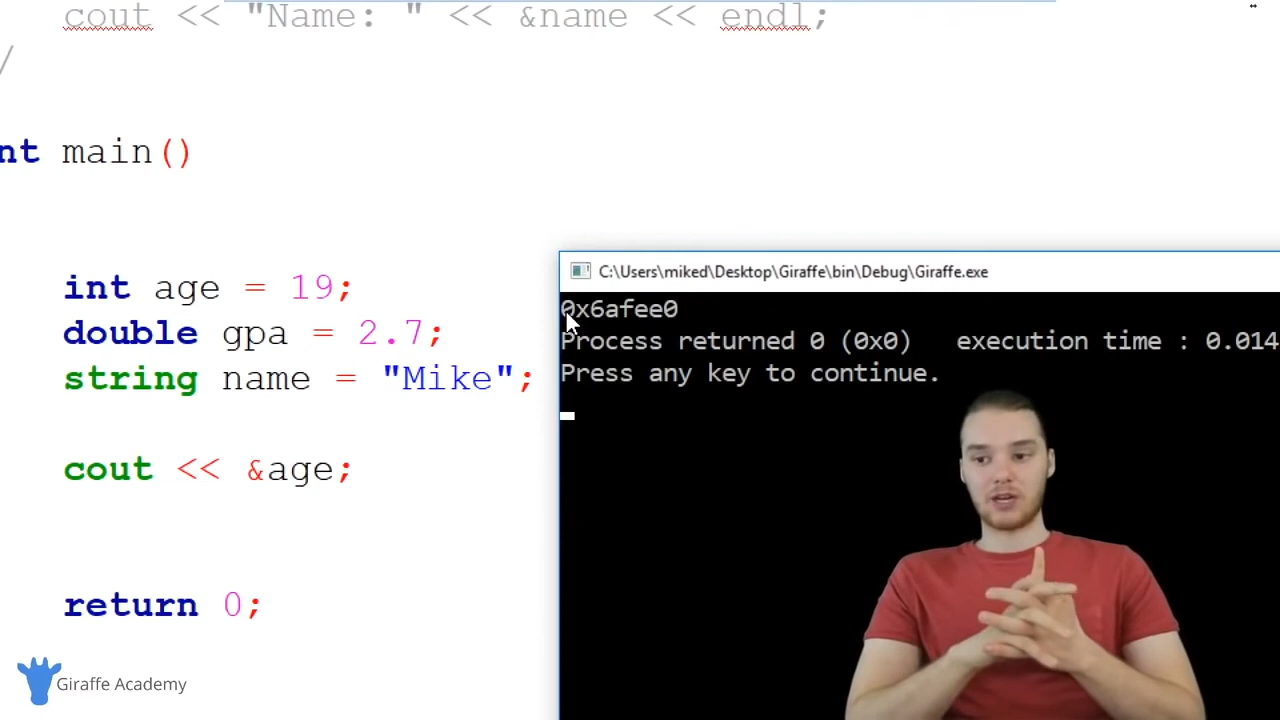 cout << "Name: " << &name << endl;
/
nt main()
int age = 19;
double gpa = 2.7;
string name = "Mike";
cout << &age;
return 0;
C:\Users\miked\Desktop\Giraffe\bin\Debug\Giraffe.exe
0x6afee0
Process returned 0 (0x0)   execution time : 0.014
Press any key to continue.
Giraffe Academy